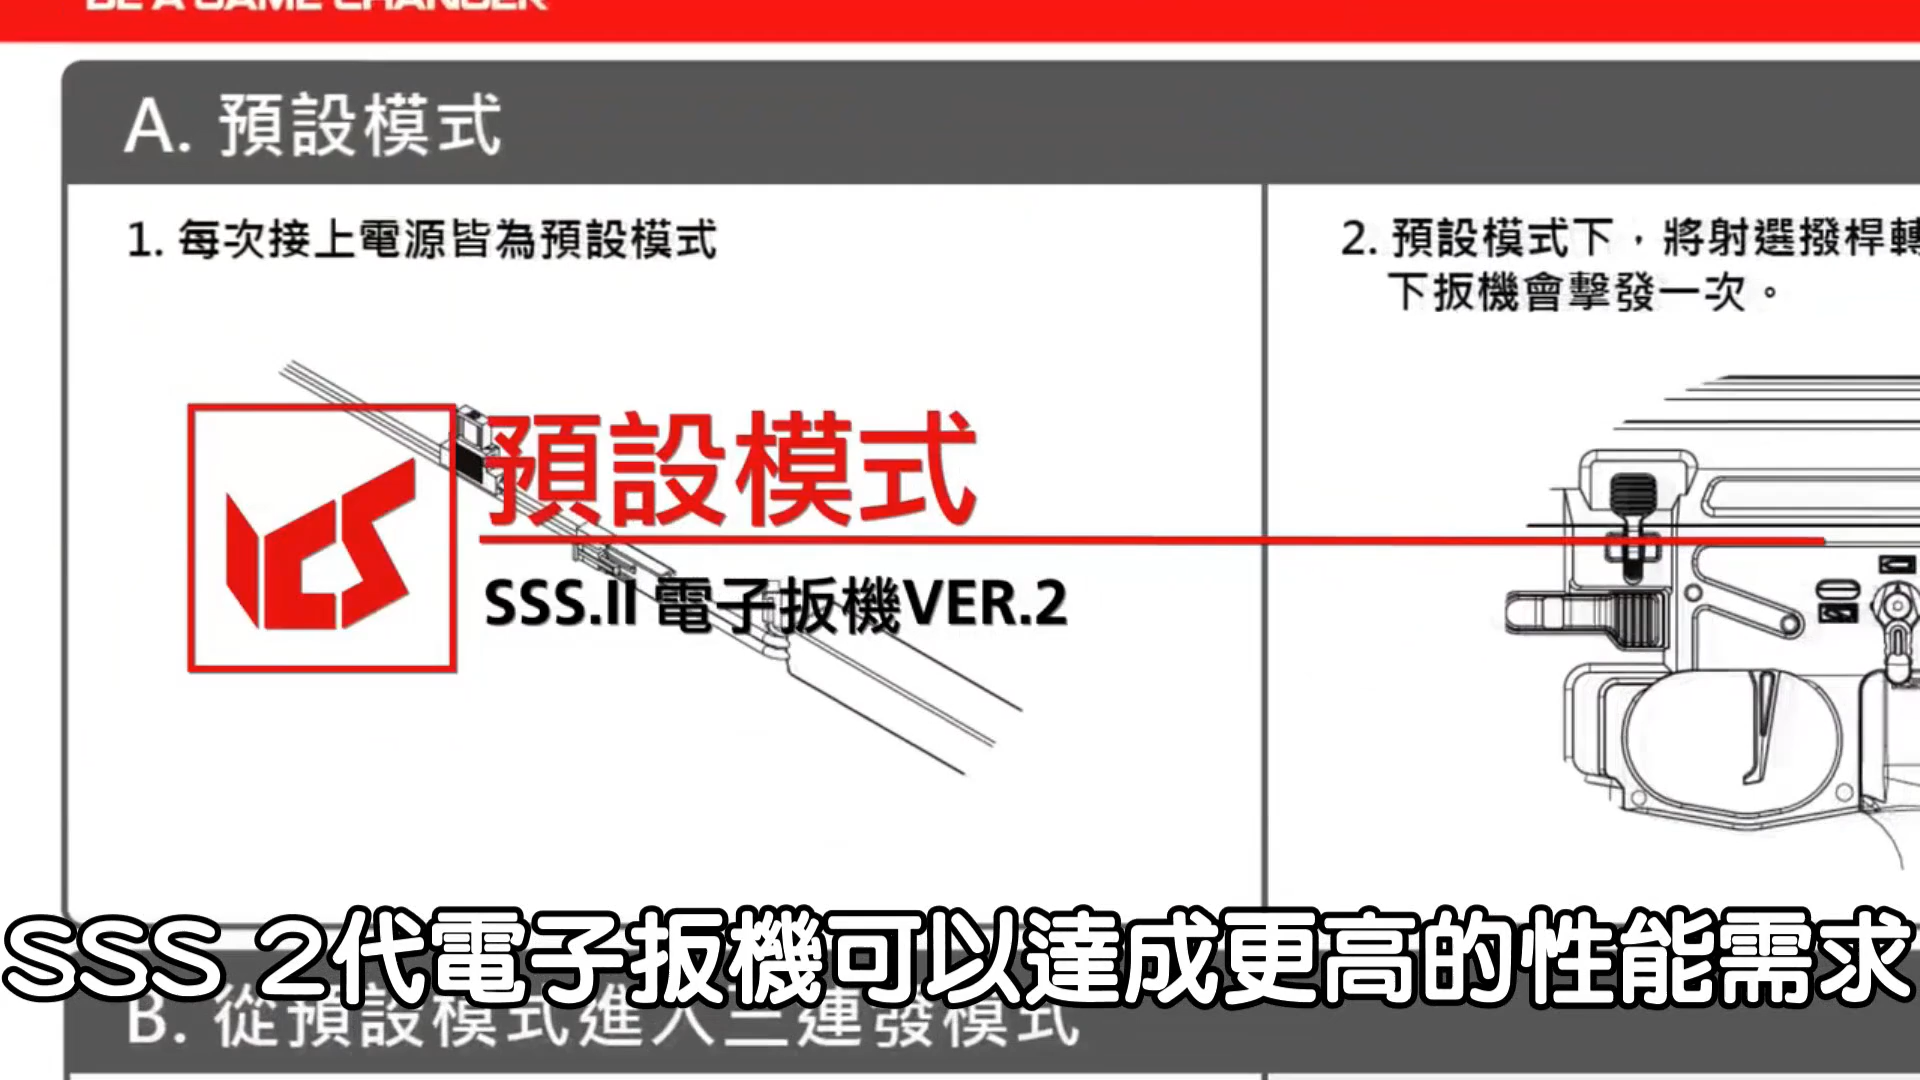 BE A GAME CHANGER
A. 預設模式
1. 每次接上電源皆為預設模式
2. 預設模式下，將射選撥桿轉
下扳機會擊發一次。
ICS
預設模式
SSS.II 電子扳機VER.2
SSS 2代電子扳機可以達成更高的性能需求
B. 從預設模式進入三連發模式